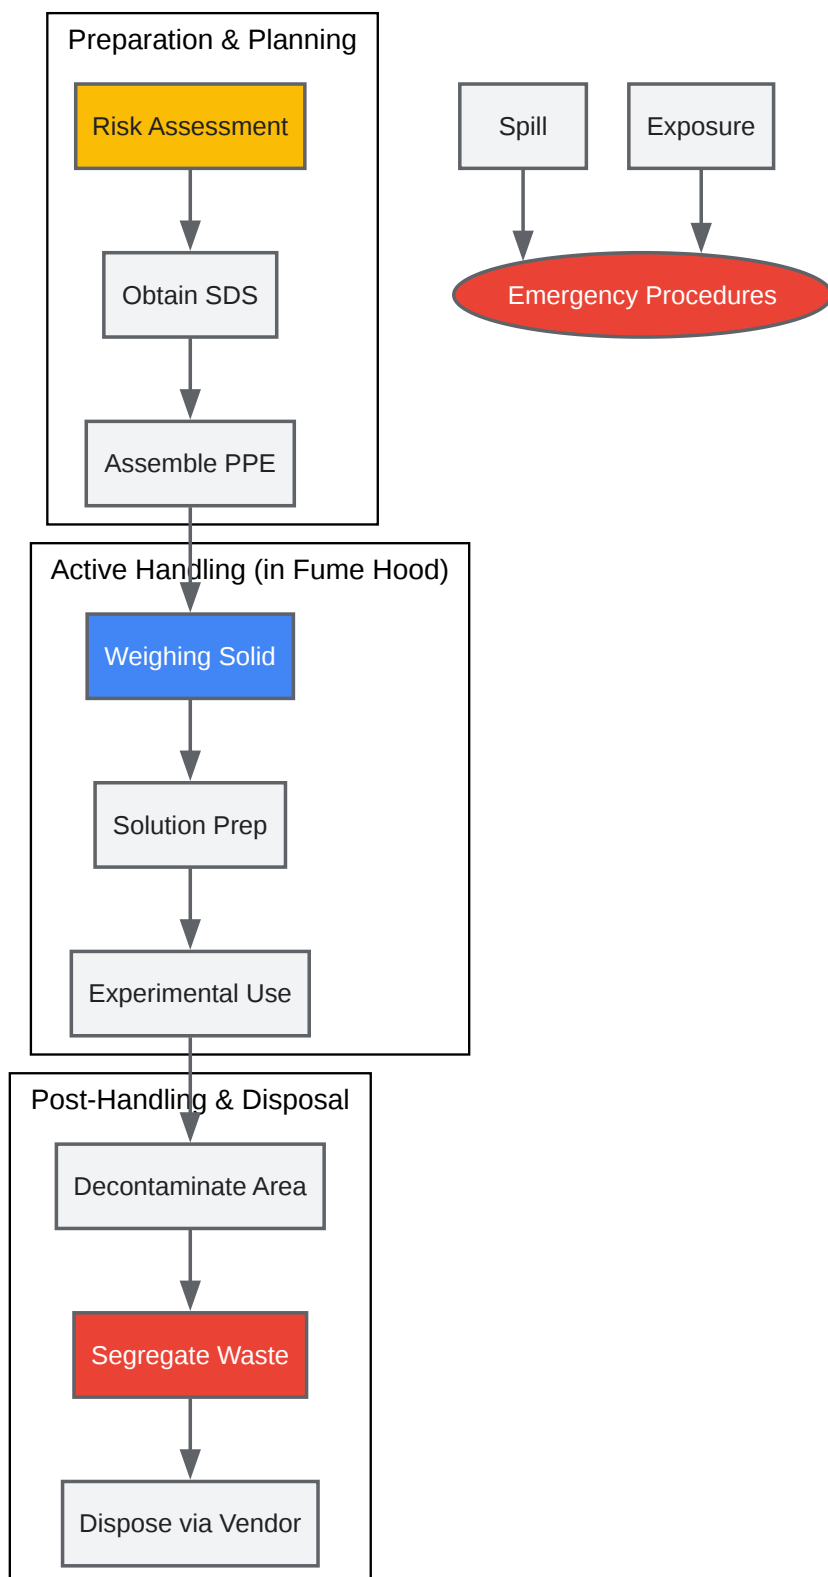 Preparation & Planning
Risk Assessment
Spill
Exposure
Obtain SDS
Emergency Procedures
Assemble PPE
Active Handling (in Fume Hood)
Weighing Solid
Solution Prep
Experimental Use
Post-Handling & Disposal
Decontaminate Area
Segregate Waste
Dispose via Vendor